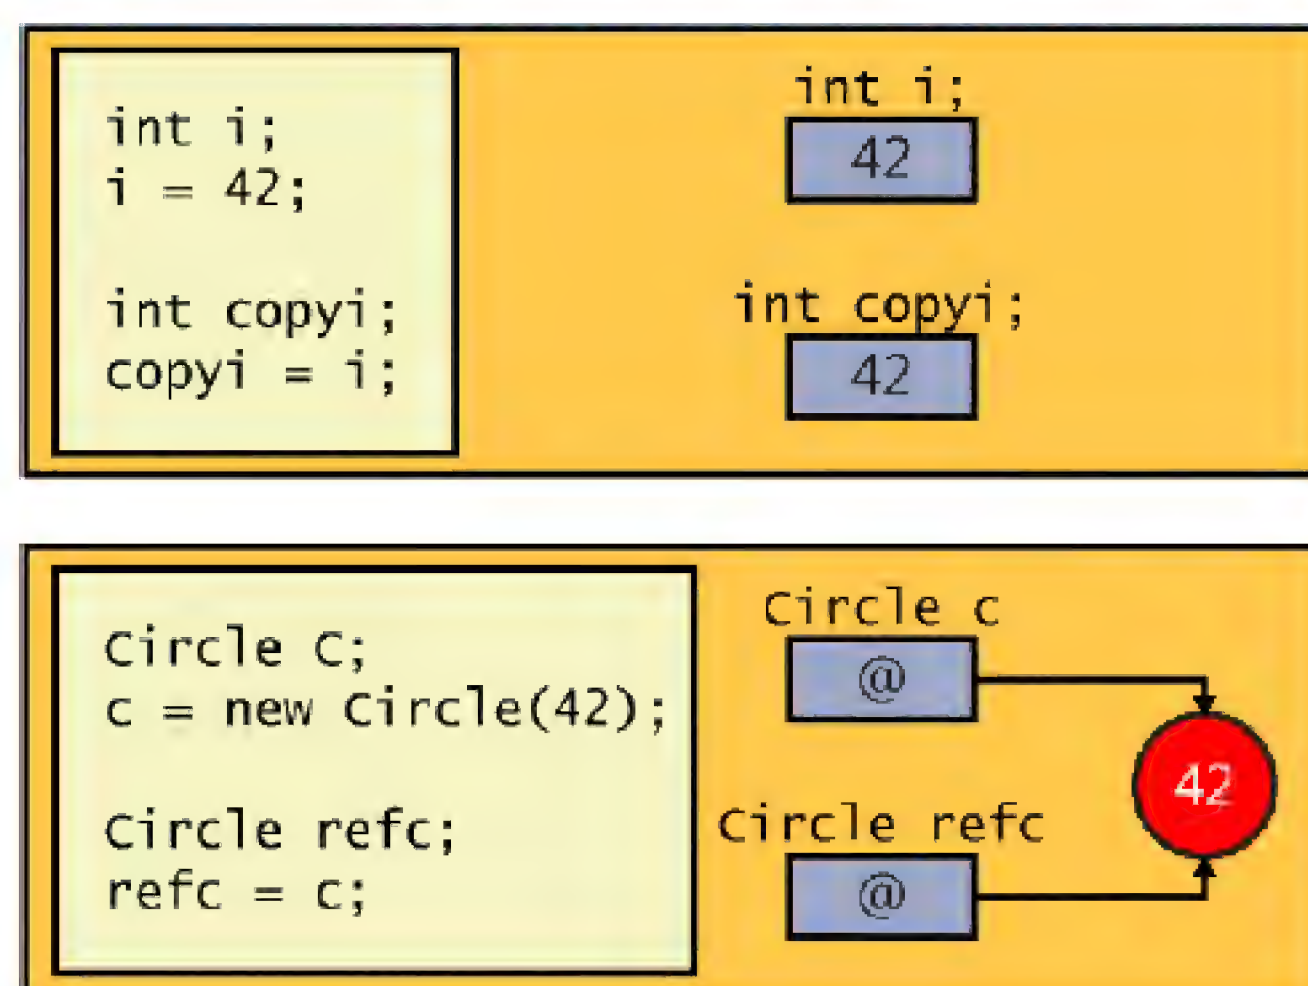 int i;
i = 42;
int copyi;
copyi = i;
int i;
42
int copyi;
42
Circle C;
c = new Circle(42);
Circle refc;
refc = c;
Circle c
@
42
Circle refc
@